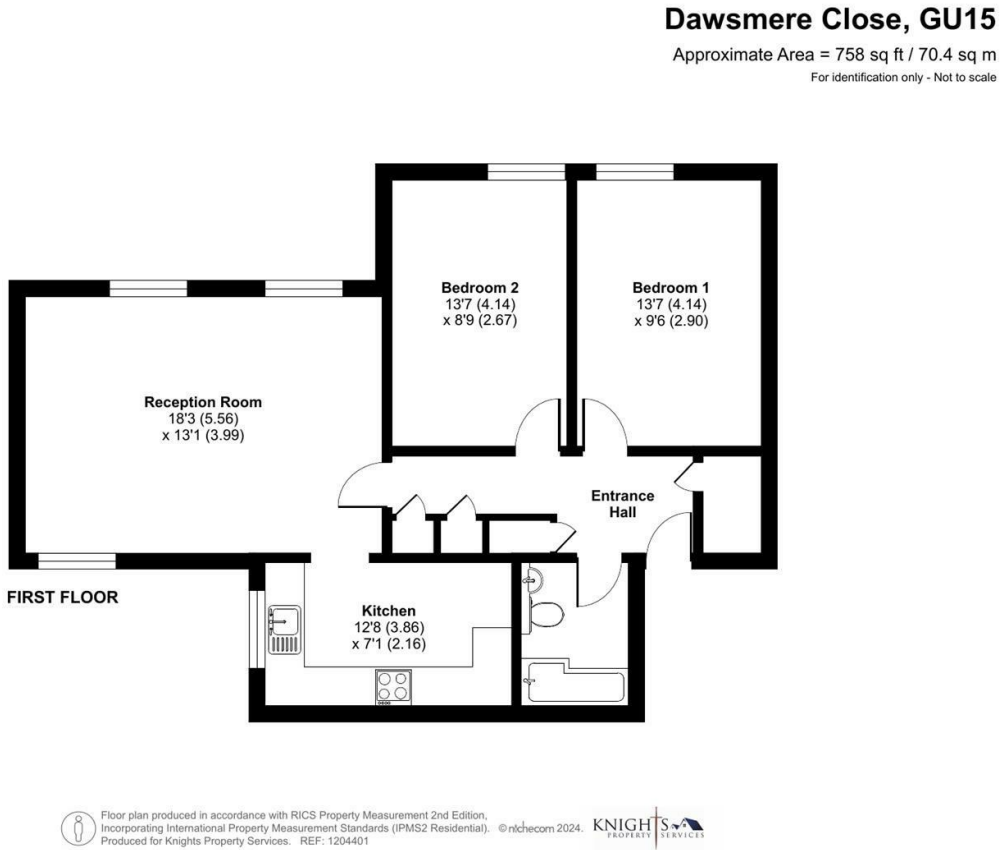 Dawsmere Close, GU15
Approximate Area = 758 sq ft / 70.4 sq m
For identification only - Not to scale
Bedroom 2
13'7 (4.14)
x 8'9 (2.67)
Bedroom 1
13'7 (4.14)
x 9'6 (2.90)
Reception Room
18'3 (5.56)
x 13'1 (3.99)
Entrance
Hall
FIRST FLOOR
Kitchen
12'8 (3.86)
x 7'1 (2.16)
Floor plan produced in accordance with RICS Property Measurement 2nd Edition,
Incorporating International Property Measurement Standards (IPMS2 Residential). © ntchecom 2024.
Produced for Knights Property Services. REF: 1204401
KNIGHTS
PROPERTY SERVICES